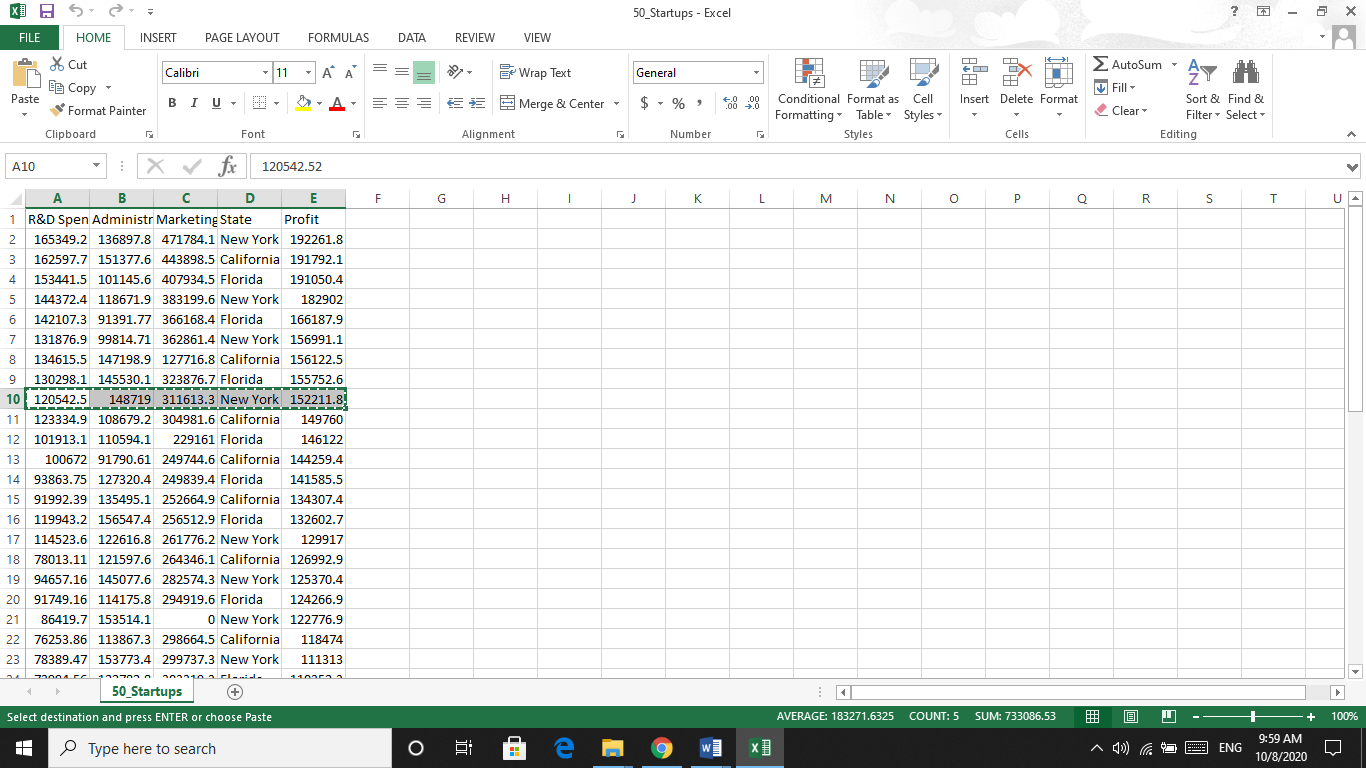 50_Startups - Excel
FILE HOME INSERT PAGE LAYOUT FORMULAS DATA REVIEW VIEW
Paste
Cut
Copy
Format Painter
Clipboard
Calibri 11
B I U
Font
Wrap Text
Merge & Center
Alignment
General
$ % ,
Number
Conditional Formatting
Format as Table
Cell Styles
Styles
Insert Delete Format
Cells
AutoSum
Fill
Clear
Sort & Filter
Find & Select
Editing
A10 fx 120542.52
A B C D E F G H I J K L M N O P Q R S T U
1 R&D Spen Administr Marketing State Profit
2 165349.2 136897.8 471784.1 New York 192261.8
3 162597.7 151377.6 443898.5 California 191792.1
4 153441.5 101145.6 407934.5 Florida 191050.4
5 144372.4 118671.9 383199.6 New York 182902
6 142107.3 91391.77 366168.4 Florida 166187.9
7 131876.9 99814.71 362861.4 New York 156991.1
8 134615.5 147198.9 127716.8 California 156122.5
9 130298.1 145530.1 323876.7 Florida 155752.6
10 120542.5 148719 311613.3 New York 152211.8
11 123334.9 108679.2 304981.6 California 149760
12 101913.1 110594.1 229161 Florida 146122
13 100672 91790.61 249744.6 California 144259.4
14 93863.75 127320.4 249839.4 Florida 141585.5
15 91992.39 135495.1 252664.9 California 134307.4
16 119943.2 156547.4 256512.9 Florida 132602.7
17 114523.6 122616.8 261776.2 New York 129917
18 78013.11 121597.6 264346.1 California 126992.9
19 94657.16 145077.6 282574.3 New York 125370.4
20 91749.16 114175.8 294919.6 Florida 124266.9
21 86419.7 153514.1 0 New York 122776.9
22 76253.86 113867.3 298664.5 California 118474
23 78389.47 153773.4 299737.3 New York 111313
50_Startups
Select destination and press ENTER or choose Paste AVERAGE: 183271.6325 COUNT: 5 SUM: 733086.53 100%
Type here to search ENG 9:59 AM
10/8/2020